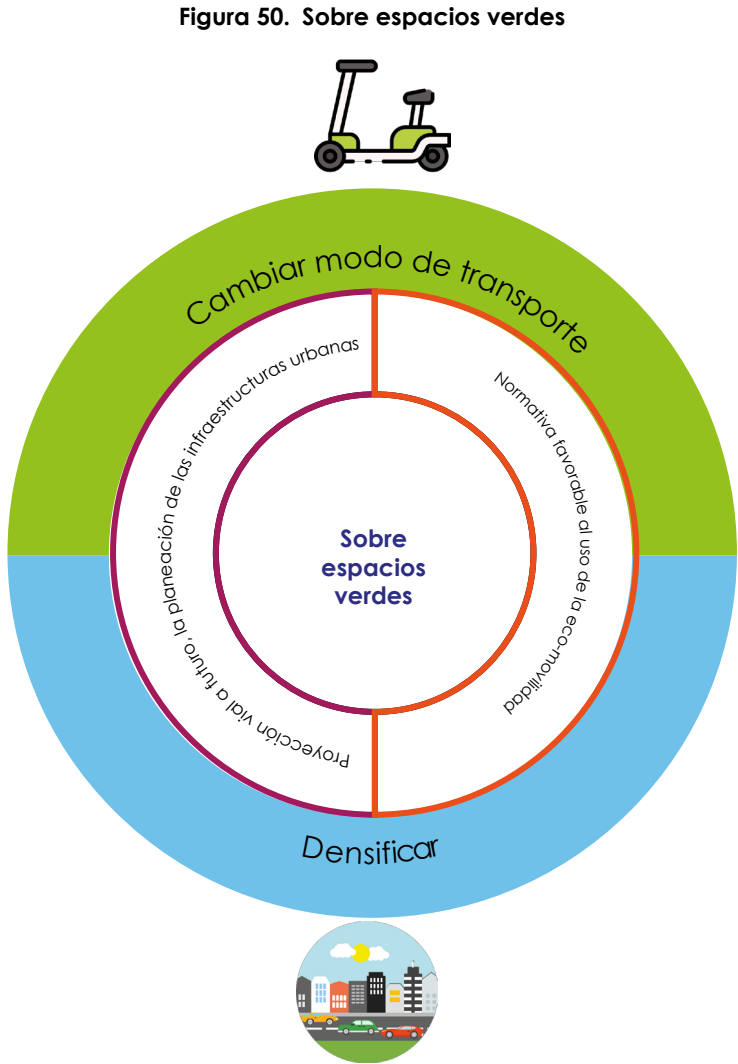 Figura 50. Sobre espacios verdes
Cambiar modo de transporte
Proyección vial a futuro, la planeación de las infraestructuras urbanas
Normativa favorable al uso de la eco-movilidad
Sobre
espacios
verdes
Densificar